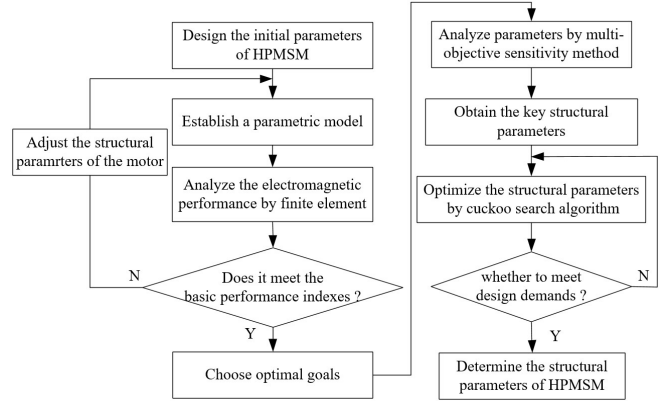 Design the initial parameters
of HPMSM
Establish a parametric model
Adjust the structural
paramrters of the motor
Analyze the electromagnetic
performance by finite element
Does it meet the
basic performance indexes ?
N
Y
Choose optimal goals
Analyze parameters by multi-
objective sensitivity method
Obtain the key structural
parameters
Optimize the structural parameters
by cuckoo search algorithm
whether to meet
design demands ?
N
Y
Determine the structural
parameters of HPMSM